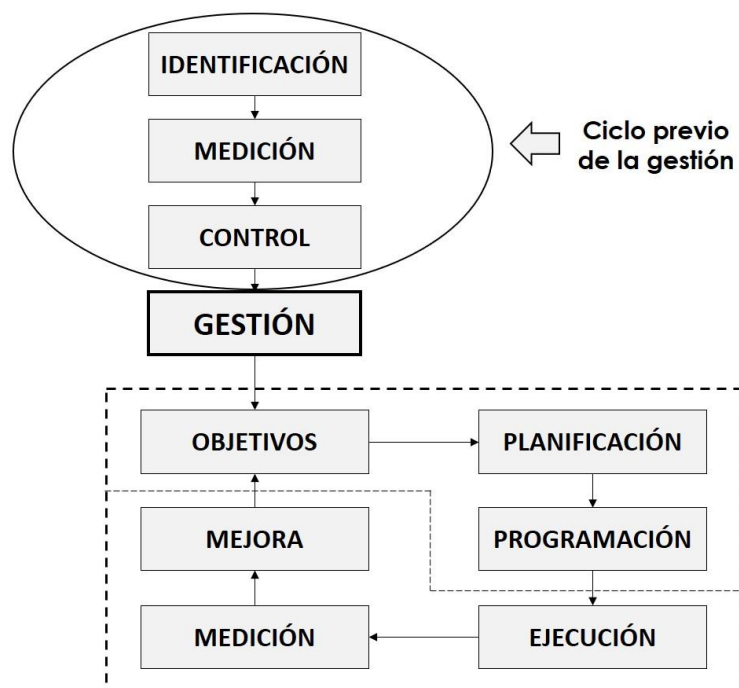 IDENTIFICACIÓN
MEDICIÓN
CONTROL
Ciclo previo
de la gestión
GESTIÓN
OBJETIVOS
PLANIFICACIÓN
MEJORA
PROGRAMACIÓN
MEDICIÓN
EJECUCIÓN